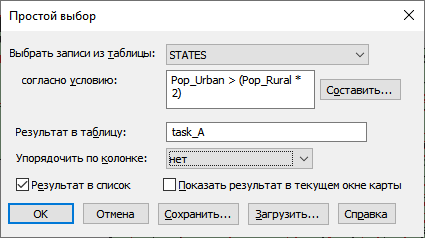 Простой выбор
Выбрать записи из таблицы: STATES
согласно условию: Pop_Urban > (Pop_Rural *
2)
Составить...
Результат в таблицу: task_A
Упорядочить по колонке: нет
Результат в список Показать результат в текущем окне карты
ОК Отмена Сохранить... Загрузить... Справка